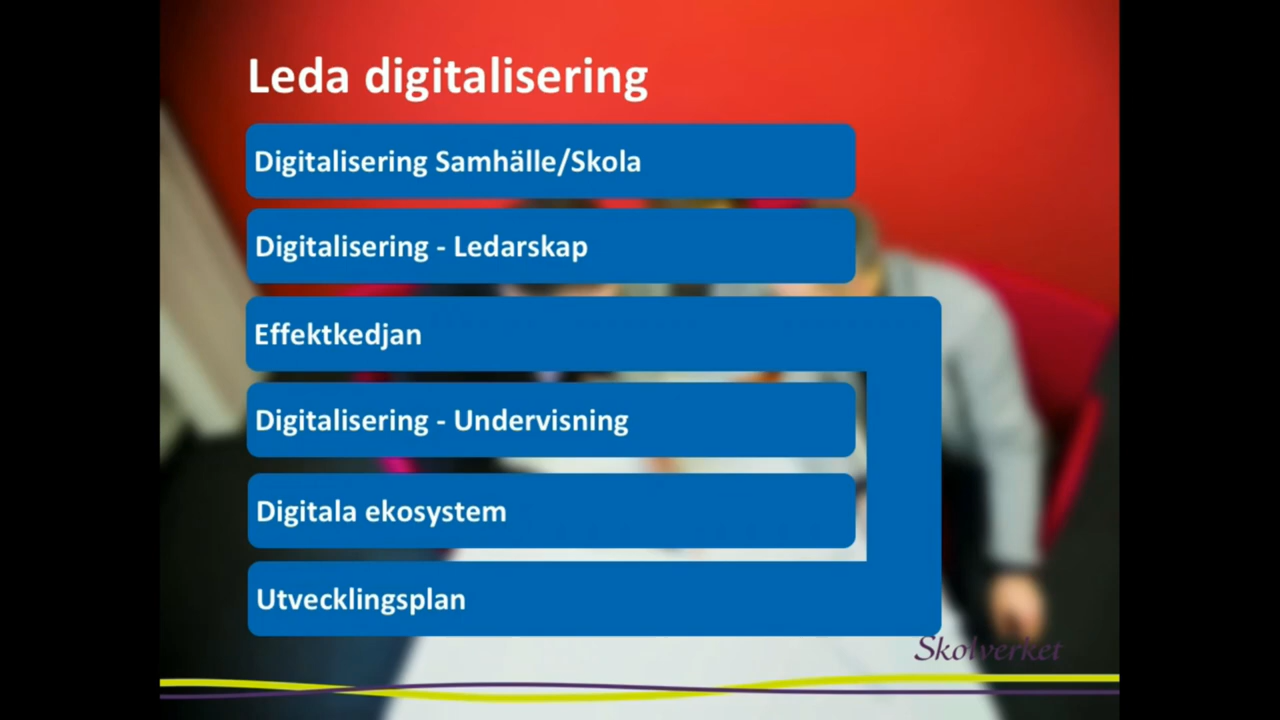 Leda digitalisering
Digitalisering Samhälle/Skola
Digitalisering - Ledarskap
Effektkedjan
Digitalisering - Undervisning
Digitala ekosystem
Utvecklingsplan
Skolverket